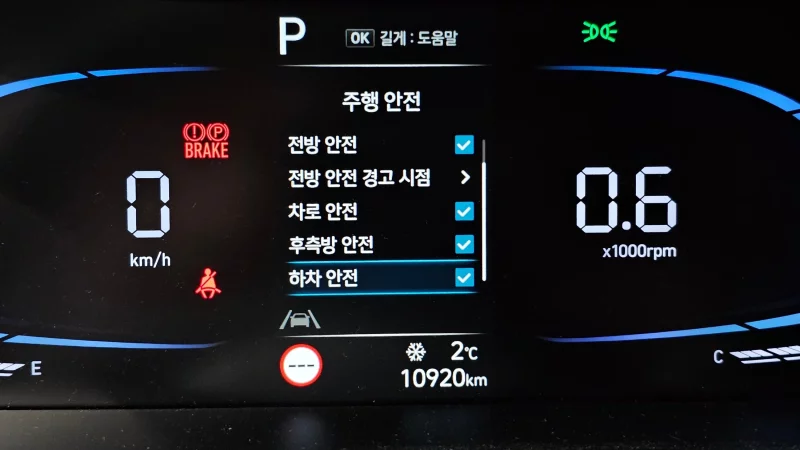 P
OK 길게 : 도움말
주행 안전
전방 안전
전방 안전 경고 시점
차로 안전
후측방 안전
하차 안전
P
BRAKE
0
km/h
0.6
x1000rpm
E
---
2℃
10920km
C